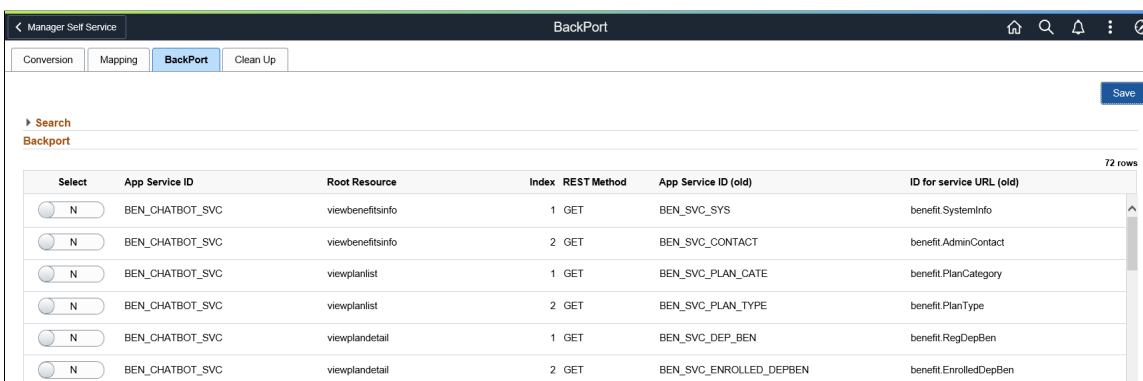 Manager Self Service BackPort
Conversion Mapping BackPort Clean Up
Save
Search
Backport
72 rows
Select App Service ID Root Resource Index REST Method App Service ID (old) ID for service URL (old)
N BEN_CHATBOT_SVC viewbenefitsinfo 1 GET BEN_SVC_SYS benefit.SystemInfo
N BEN_CHATBOT_SVC viewbenefitsinfo 2 GET BEN_SVC_CONTACT benefit.AdminContact
N BEN_CHATBOT_SVC viewplanlist 1 GET BEN_SVC_PLAN_CATE benefit.PlanCategory
N BEN_CHATBOT_SVC viewplanlist 2 GET BEN_SVC_PLAN_TYPE benefit.PlanType
N BEN_CHATBOT_SVC viewplandetail 1 GET BEN_SVC_DEP_BEN benefit.RegDepBen
N BEN_CHATBOT_SVC viewplandetail 2 GET BEN_SVC_ENROLLED_DEPBEN benefit.EnrolledDepBen